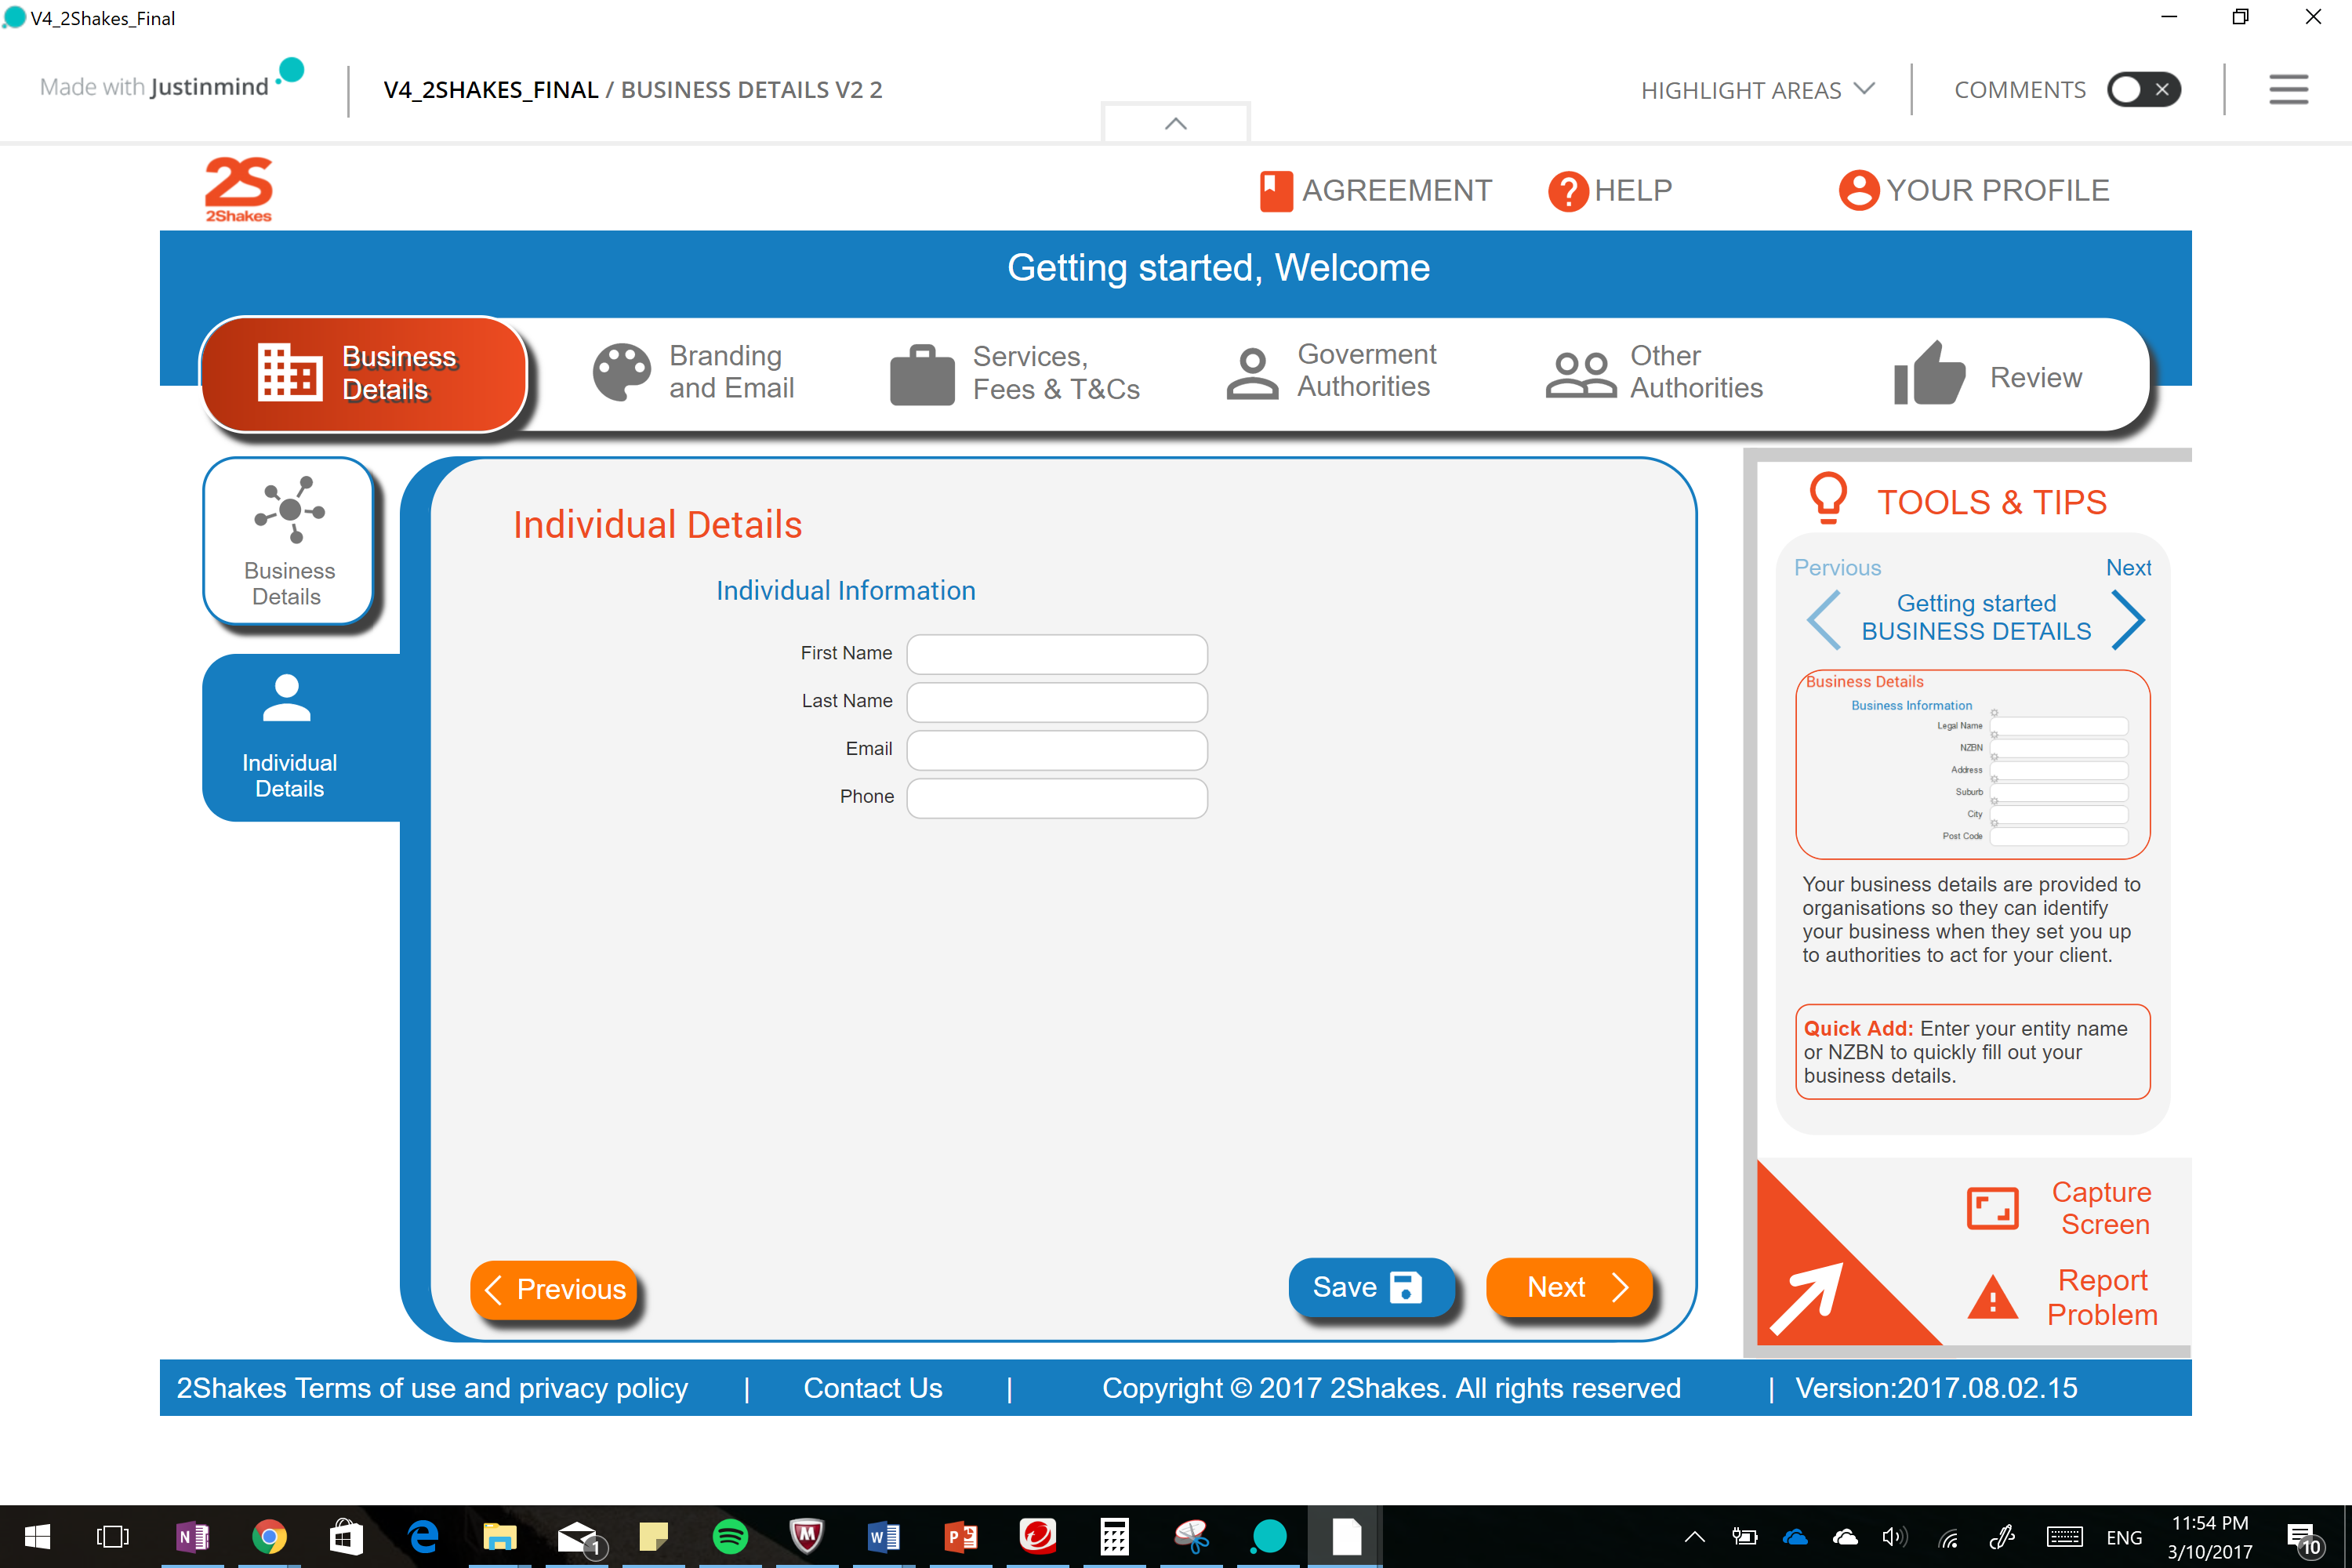 V4_2Shakes_Final
Made with Justinmind
V4_2SHAKES_FINAL / BUSINESS DETAILS V2 2
HIGHLIGHT AREAS
COMMENTS
2S
2Shakes
AGREEMENT
HELP
YOUR PROFILE
Getting started, Welcome
Business
Details
Branding
and Email
Services,
Fees & T&Cs
Goverment
Authorities
Other
Authorities
Review
Business
Details
Individual
Details
Individual Details
Individual Information
First Name
Last Name
Email
Phone
Previous
Save
Next
TOOLS & TIPS
Pervious
Next
Getting started
BUSINESS DETAILS
Business Details
Business Information
Legal Name
NZBN
Address
Suburb
City
Post Code
Your business details are provided to
organisations so they can identify
your business when they set you up
to authorities to act for your client.
Quick Add: Enter your entity name
or NZBN to quickly fill out your
business details.
Capture
Screen
Report
Problem
2Shakes Terms of use and privacy policy | Contact Us | Copyright © 2017 2Shakes. All rights reserved | Version:2017.08.02.15
N
1
W
P
ENG
11:54 PM
3/10/2017
10